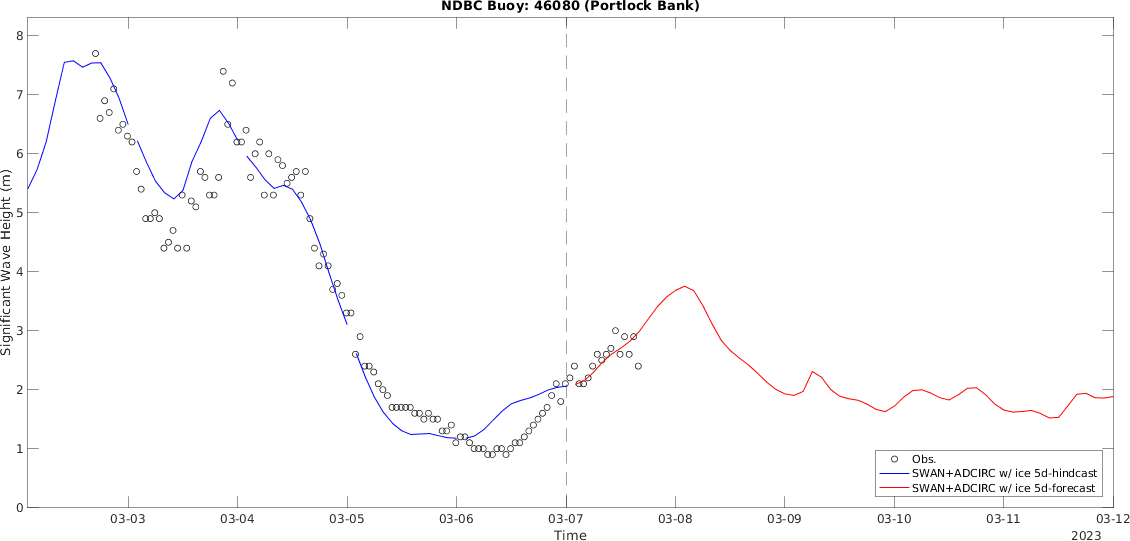 NDBC Buoy: 46080 (Portlock Bank)
8
7
6
5
4
3
2
1
0
Significant Wave Height (m)
Obs.
SWAN+ADCIRC w/ ice 5d-hindcast
SWAN+ADCIRC w/ ice 5d-forecast
03-03 03-04 03-05 03-06 03-07 03-08 03-09 03-10 03-11 03-12
Time
2023